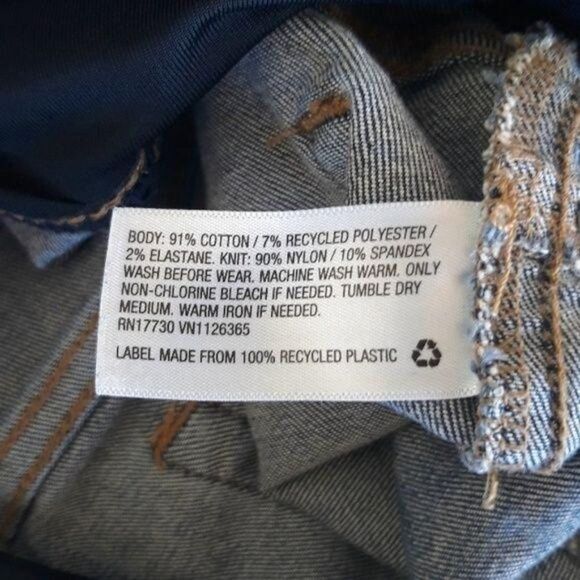 BODY: 91% COTTON / 7% RECYCLED POLYESTER /
2% ELASTANE. KNIT: 90% NYLON / 10% SPANDEX
WASH BEFORE WEAR. MACHINE WASH WARM. ONLY
NON-CHLORINE BLEACH IF NEEDED. TUMBLE DRY
MEDIUM. WARM IRON IF NEEDED.
RN17730 VN1126365
LABEL MADE FROM 100% RECYCLED PLASTIC